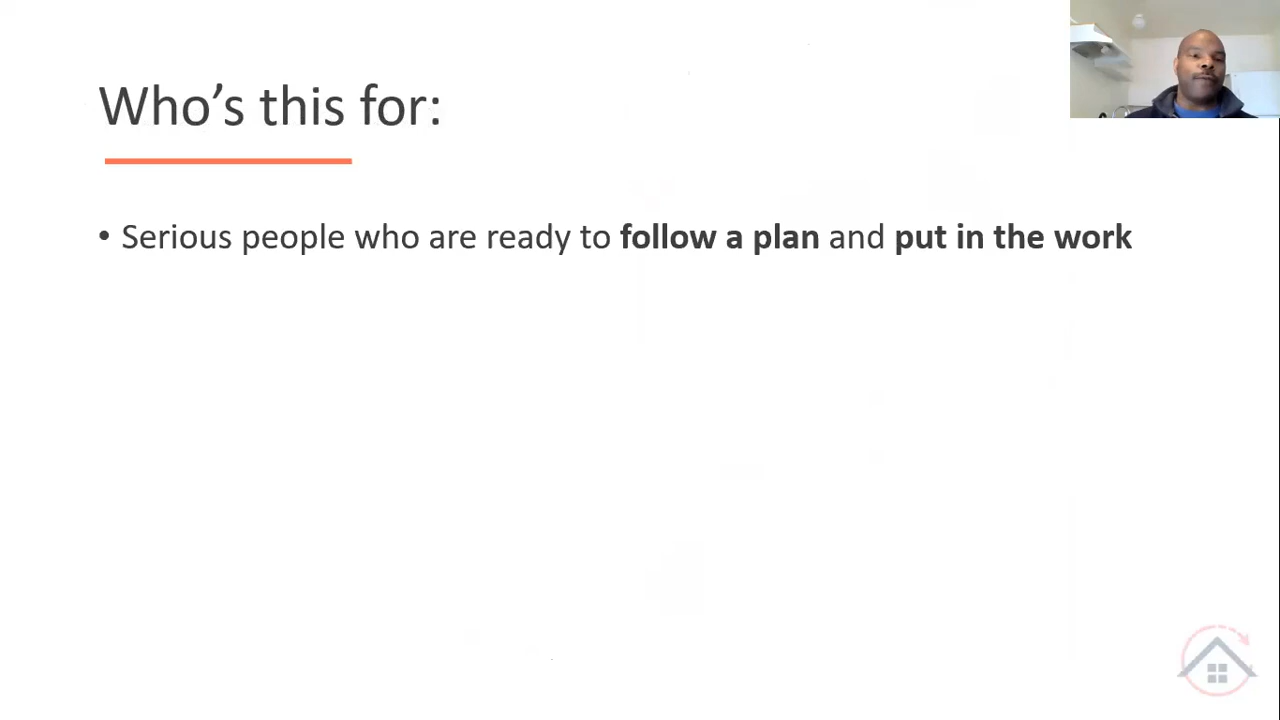 Who’s this for:
• Serious people who are ready to follow a plan and put in the work